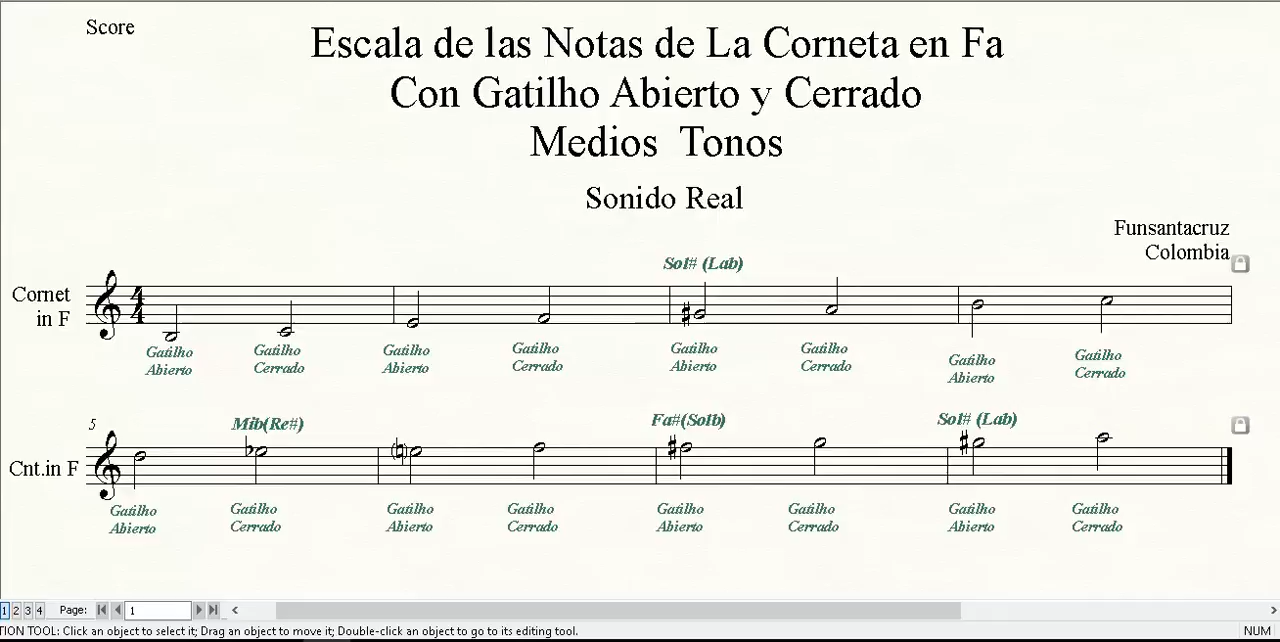 Score
Escala de las Notas de La Corneta en Fa
Con Gatilho Abierto y Cerrado
Medios Tonos
Sonido Real
Funsantacruz
Colombia
Sol# (Lab)
Cornet
in F
4
4
Gatilho Abierto
Gatilho Cerrado
Gatilho Abierto
Gatilho Cerrado
Gatilho Abierto
Gatilho Cerrado
Gatilho Abierto
Gatilho Cerrado
5
Mib(Re#)
Fa#(Solb)
Sol# (Lab)
Cnt.in F
Gatilho Abierto
Gatilho Cerrado
Gatilho Abierto
Gatilho Cerrado
Gatilho Abierto
Gatilho Cerrado
Gatilho Abierto
Gatilho Cerrado
1 2 3 4 Page: 1
TION TOOL: Click an object to select it; Drag an object to move it; Double-click an object to go to its editing tool.
NUM